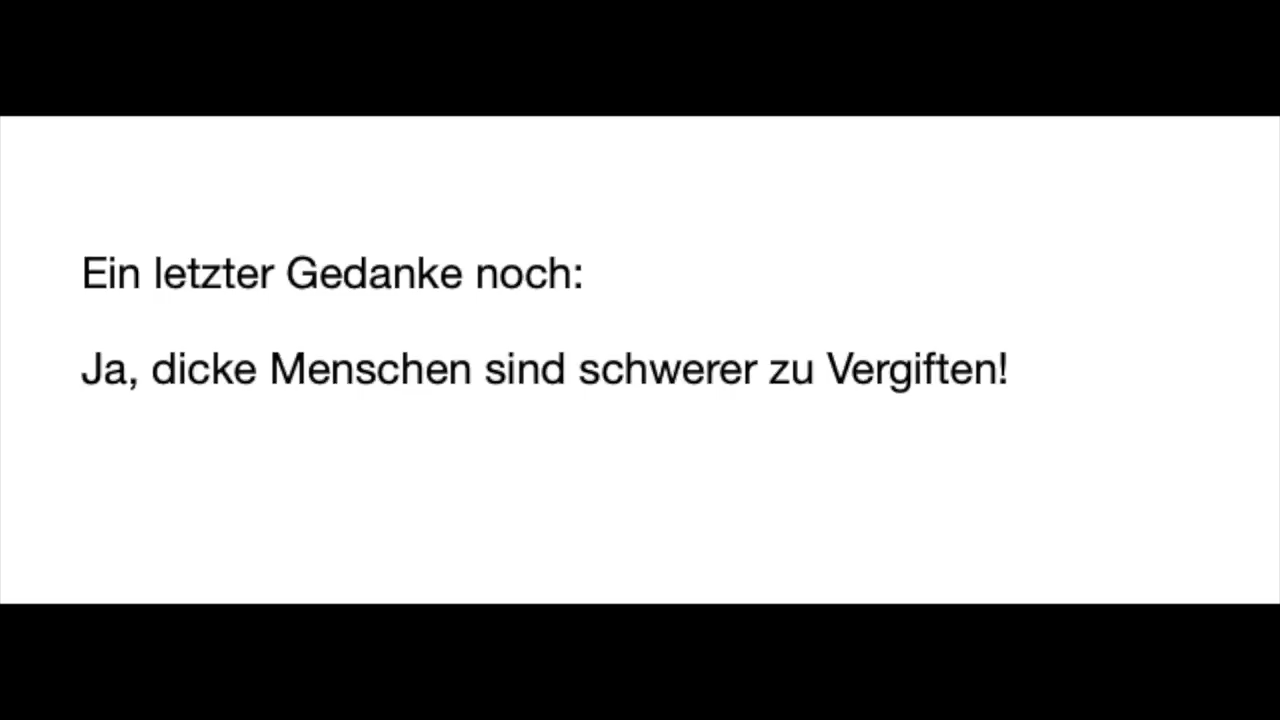 Ein letzter Gedanke noch:
Ja, dicke Menschen sind schwerer zu Vergiften!